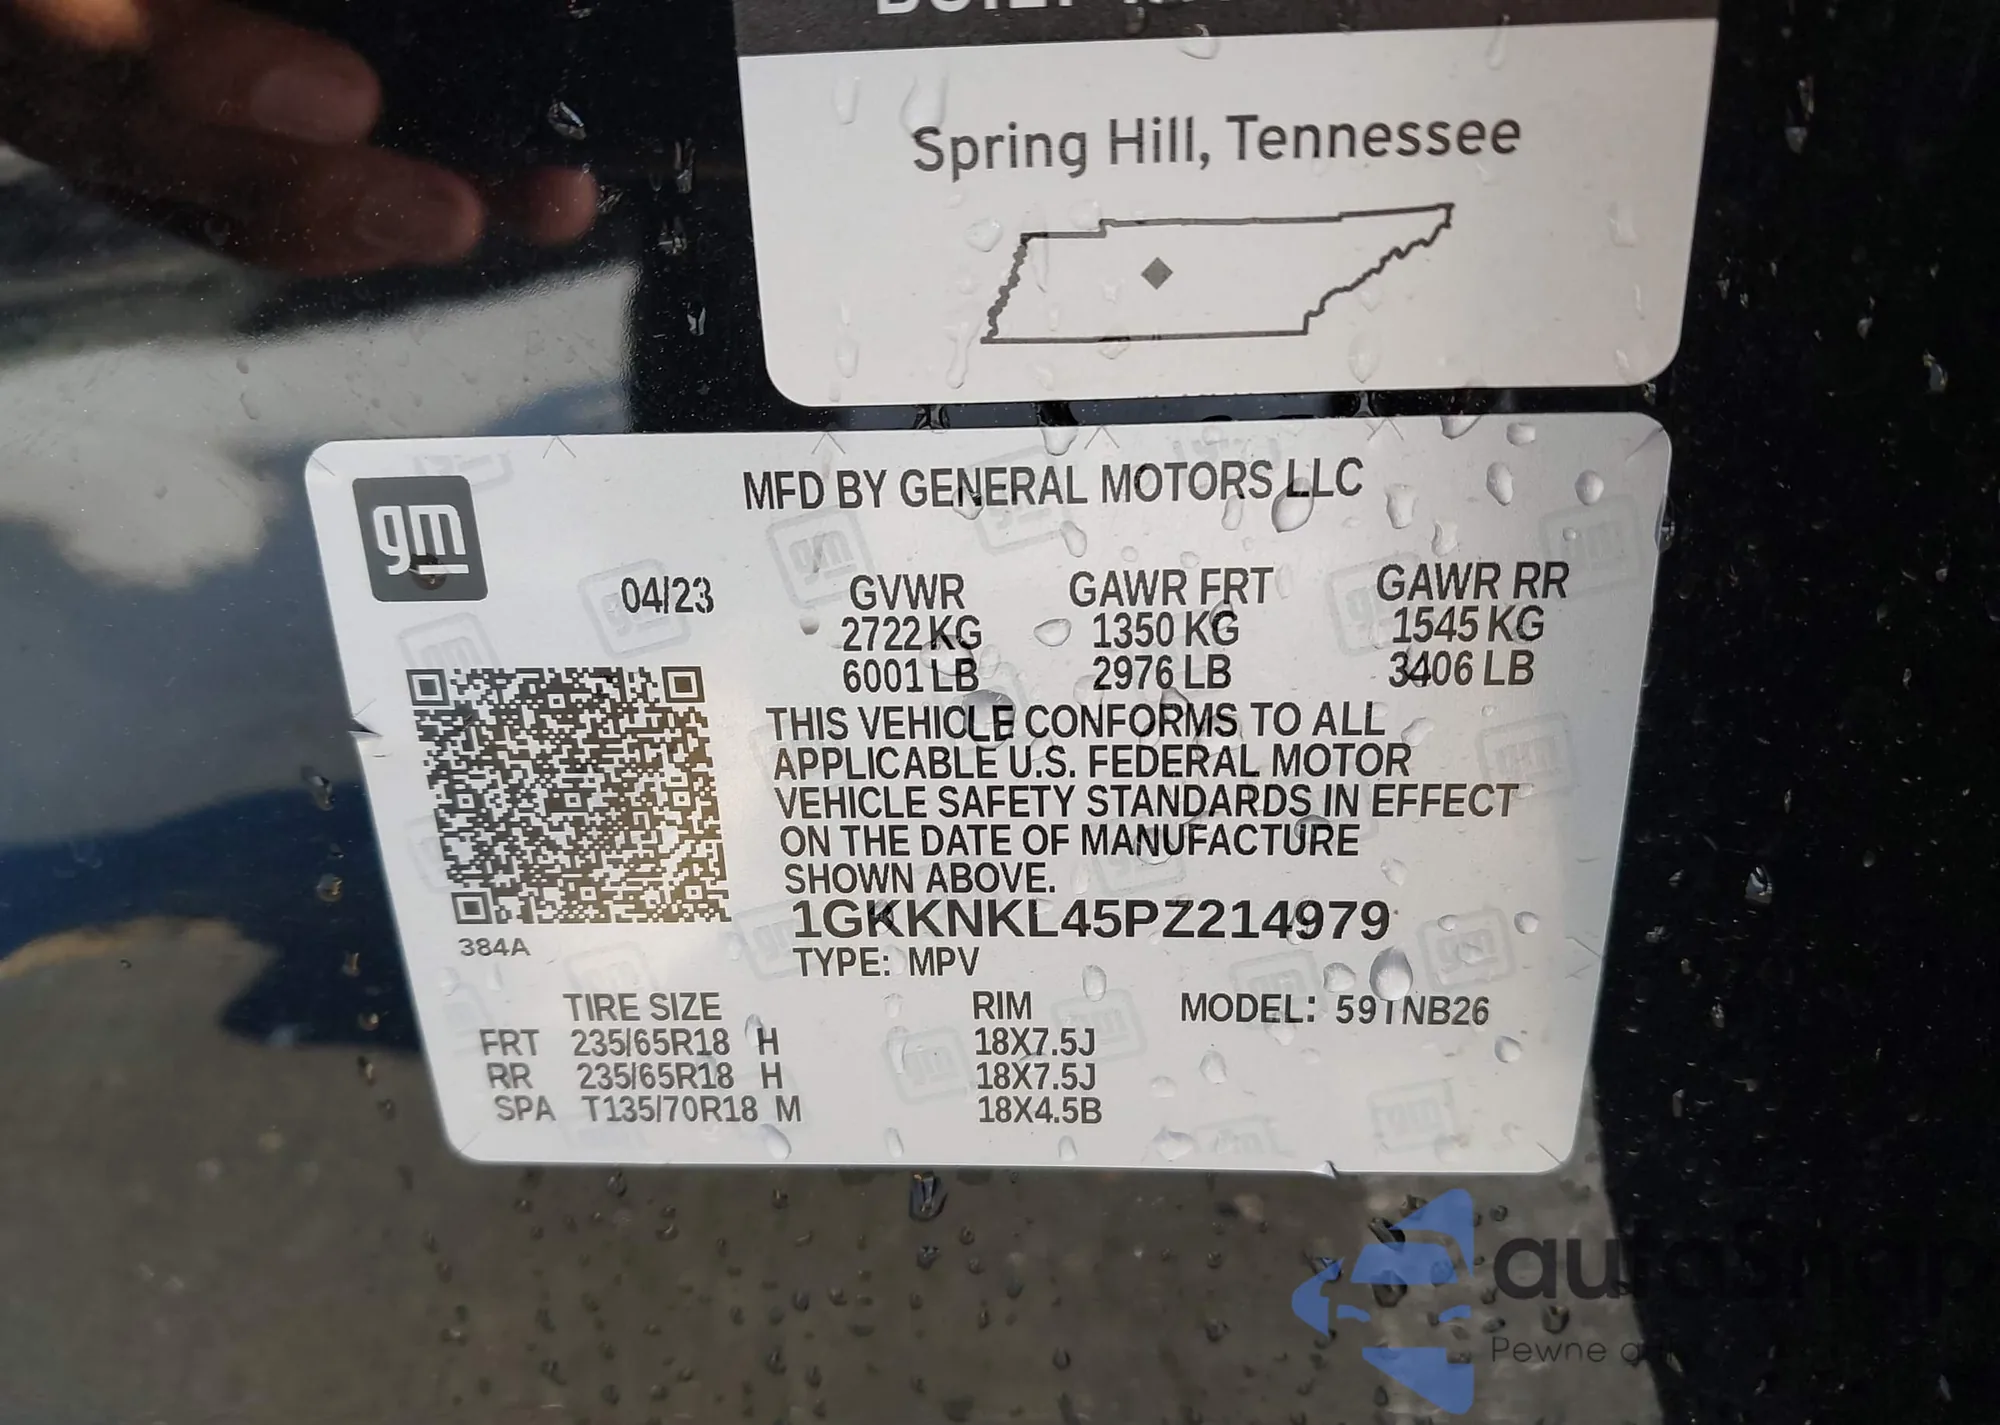 Spring Hill, Tennessee
gm
MFD BY GENERAL MOTORS LLC
04/23 GVWR GAWR FRT GAWR RR
2722 KG 1350 KG 1545 KG
6001 LB 2976 LB 3406 LB
THIS VEHICLE CONFORMS TO ALL
APPLICABLE U.S. FEDERAL MOTOR
VEHICLE SAFETY STANDARDS IN EFFECT
ON THE DATE OF MANUFACTURE
SHOWN ABOVE.
1GKKNKL45PZ214979
384A
TYPE: MPV
TIRE SIZE RIM MODEL: 591NB26
FRT 235/65R18 H 18X7.5J
RR 235/65R18 H 18X7.5J
SPA T135/70R18 M 18X4.5B
autosnap
Pewne